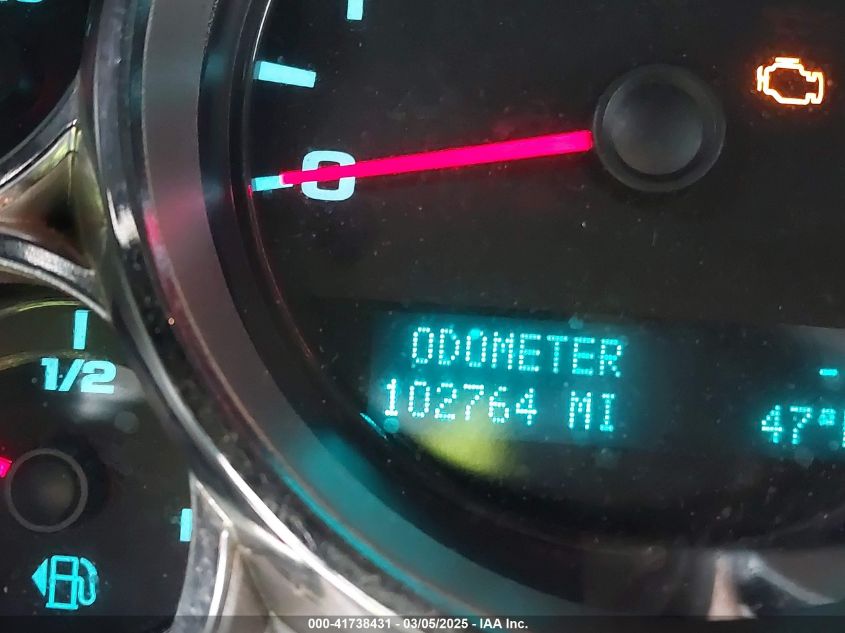 0
ODOMETER
102764 MI
47°
1/2
000-41738431 - 03/05/2025 - IAA Inc.